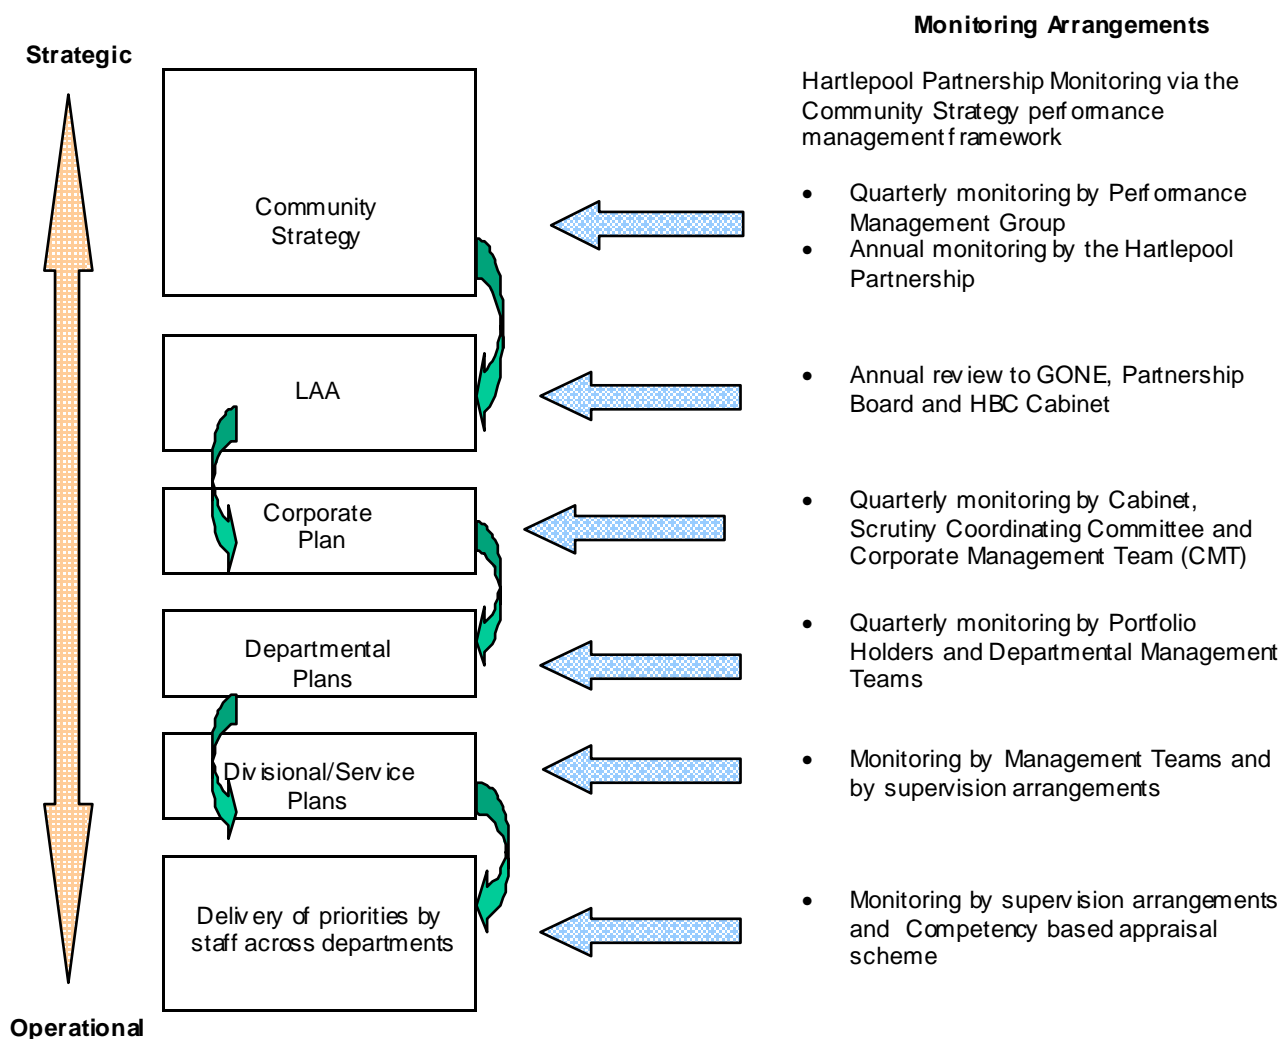 Monitoring Arrangements
Strategic
Hartlepool Partnership Monitoring via the
Community Strategy performance
management framework
Community
Strategy
• Quarterly monitoring by Performance
Management Group
• Annual monitoring by the Hartlepool
Partnership
LAA
• Annual review to GONE, Partnership
Board and HBC Cabinet
Corporate
Plan
• Quarterly monitoring by Cabinet,
Scrutiny Coordinating Committee and
Corporate Management Team (CMT)
Departmental
Plans
• Quarterly monitoring by Portfolio
Holders and Departmental Management
Teams
Divisional/Service
Plans
• Monitoring by Management Teams and
by supervision arrangements
Delivery of priorities by
staff across departments
• Monitoring by supervision arrangements
and Competency based appraisal
scheme
Operational